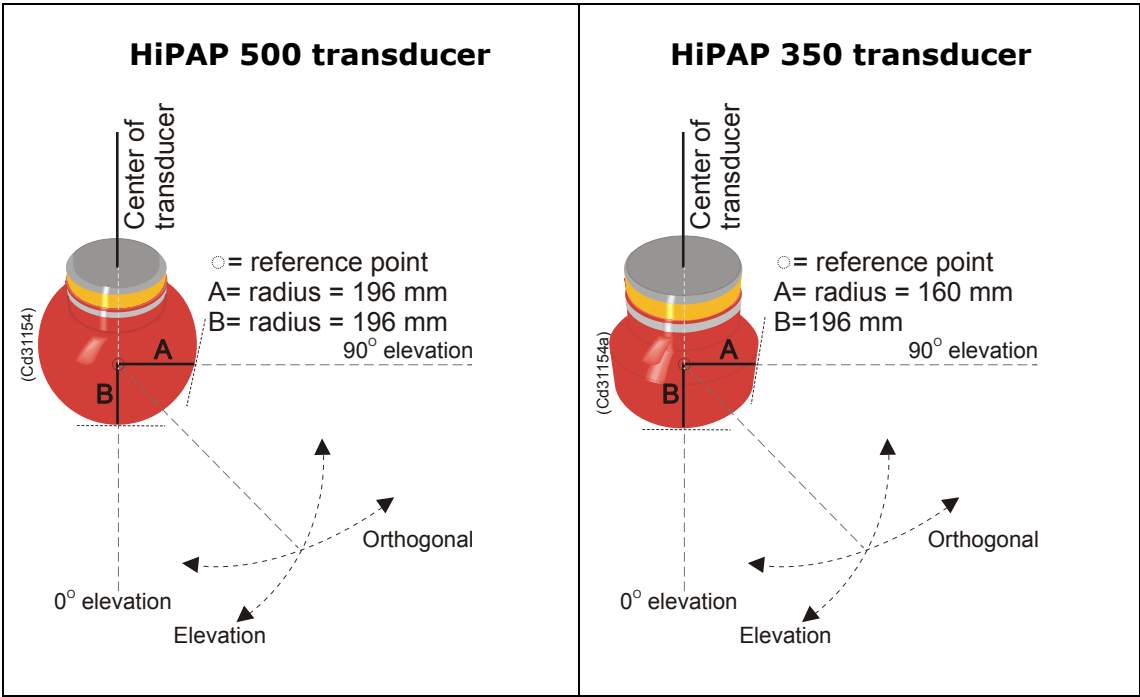 HiPAP 500 transducer
Center of
transducer
= reference point
A= radius = 196 mm
B= radius = 196 mm
(Cd31154)
A
90° elevation
B
Orthogonal
0° elevation
Elevation
HiPAP 350 transducer
Center of
transducer
= reference point
A= radius = 160 mm
B=196 mm
(Cd31154a)
A
90° elevation
B
Orthogonal
0° elevation
Elevation